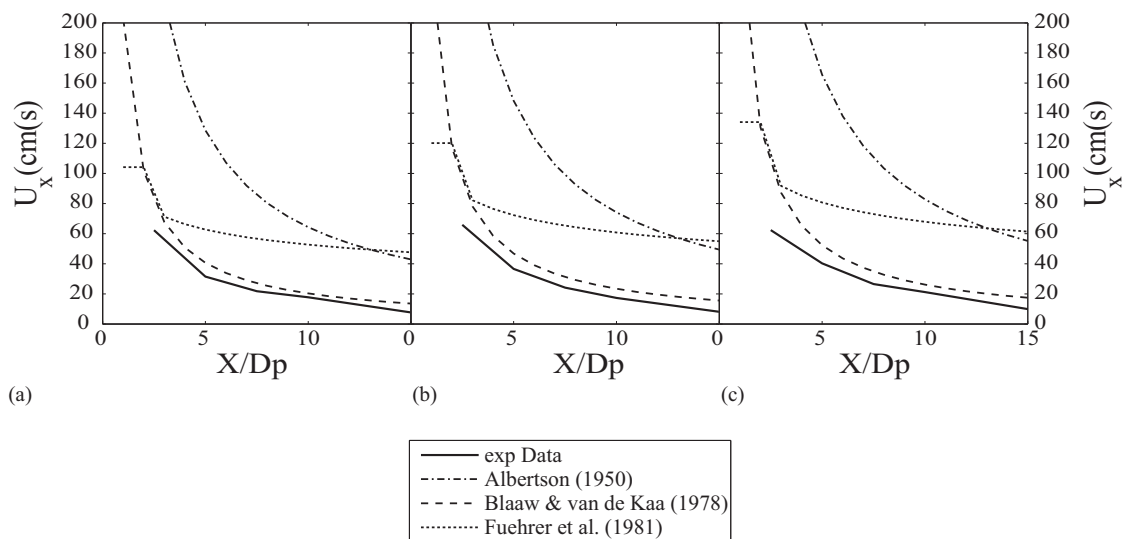 200
180
160
140
120
100
80
60
40
20
0
U_x (cm(s)
0 5 10 0 5 10 0 5 10 15
200
180
160
140
120
100
80
60
40
20
0
U_x (cm(s)
X/Dp X/Dp X/Dp
(a) (b) (c)
exp Data
Albertson (1950)
Blaaw & van de Kaa (1978)
Fuehrer et al. (1981)